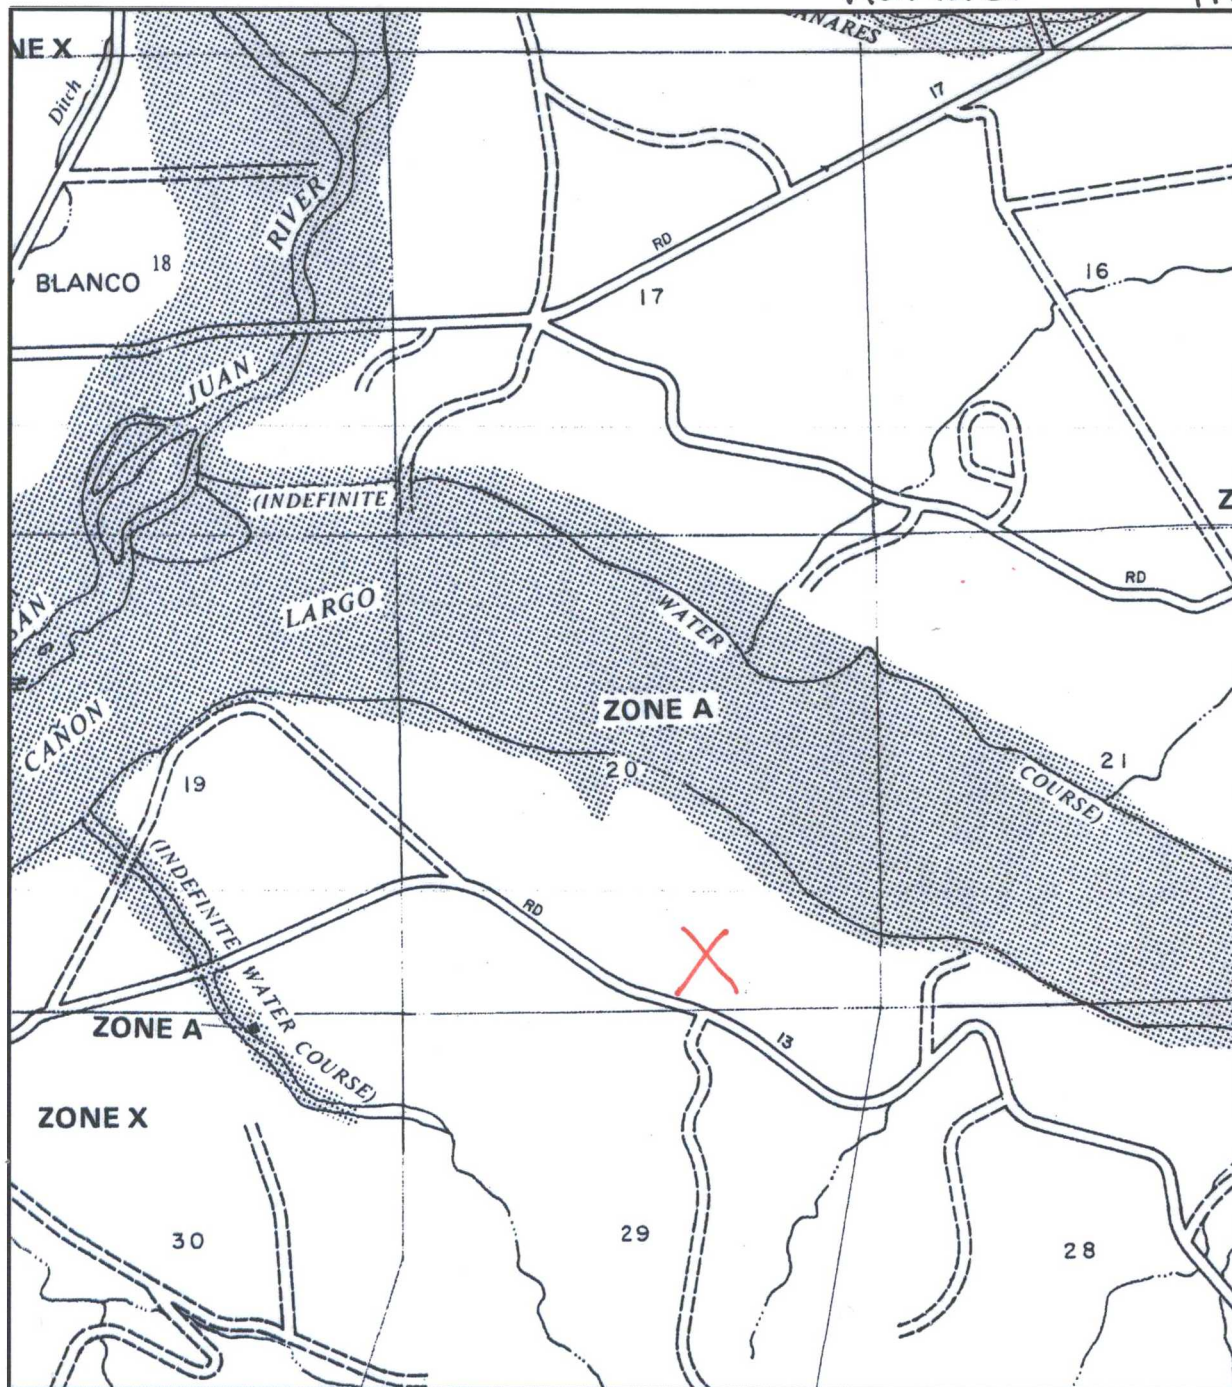 NE X
ANARES
Ditch
17
RIVER
RD
BLANCO
18
17
16
JUAN
(INDEFINITE
Z
LARGO
RD
SAN
WATER
ZONE A
CAÑON
20
21
19
COURSE)
(INDEFINITE
RD
X
WATER
ZONE A
COURSE)
13
ZONE X
30
29
28